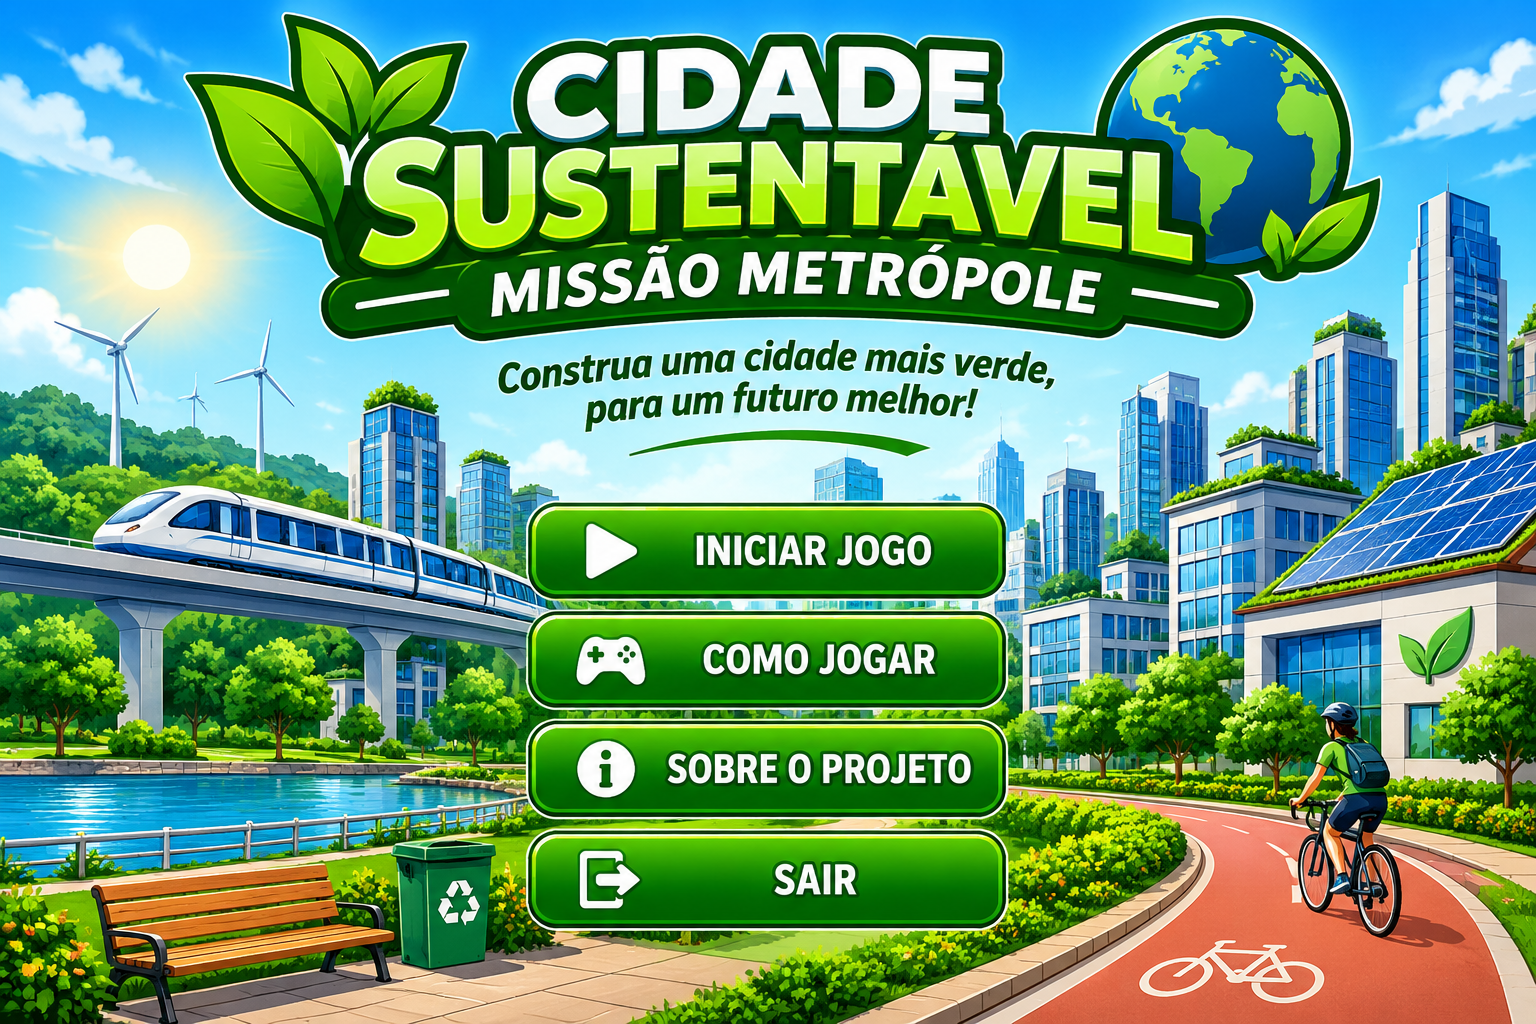 CIDADE
SUSTENTÁVEL
MISSÃO METRÓPOLE
Construa uma cidade mais verde,
para um futuro melhor!
INICIAR JOGO
COMO JOGAR
SOBRE O PROJETO
SAIR